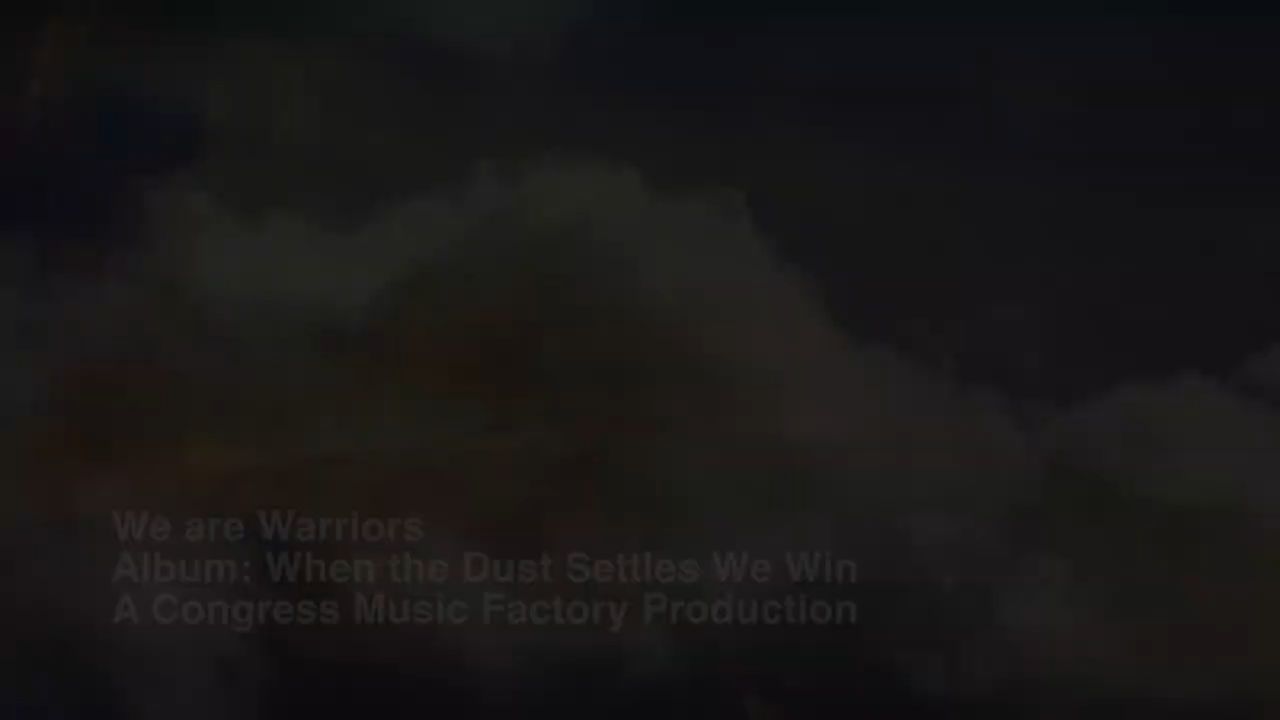 We are Warriors
Album: When the Dust Settles We Win
A Congress Music Factory Production